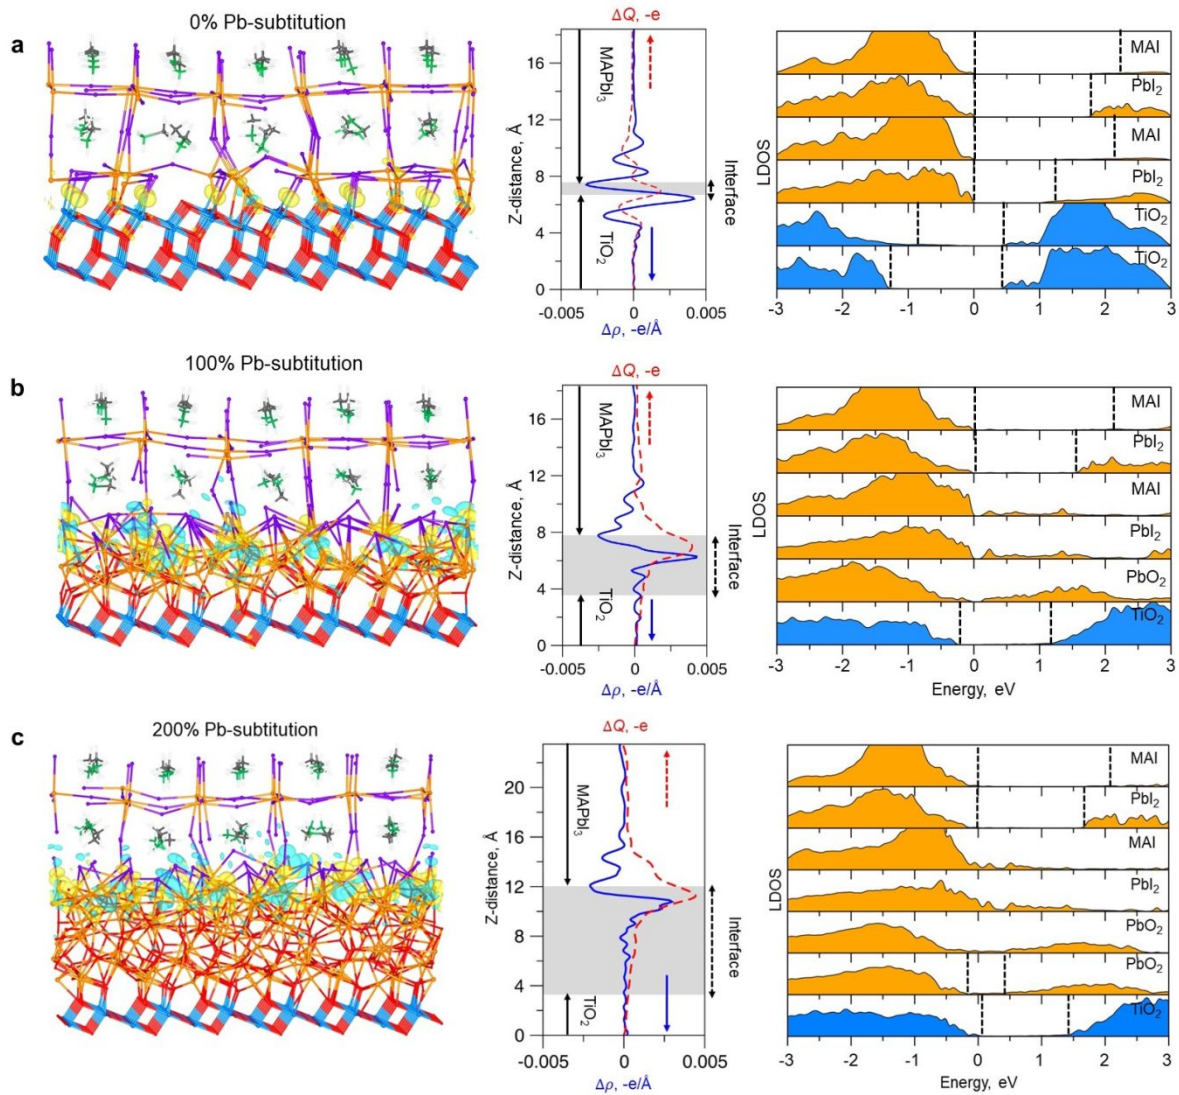 0% Pb-subtitution
a
ΔQ, -e
16
12
8
4
0
Z-distance, Å
MAPbI3
TiO2
Interface
-0.005 0 0.005
Δρ, -e/Å
LDOS
MAI
PbI2
MAI
PbI2
TiO2
TiO2
-3 -2 -1 0 1 2 3
100% Pb-subtitution
b
ΔQ, -e
16
12
8
4
0
Z-distance, Å
MAPbI3
TiO2
Interface
-0.005 0 0.005
Δρ, -e/Å
LDOS
MAI
PbI2
MAI
PbI2
PbO2
TiO2
-3 -2 -1 0 1 2 3
Energy, eV
200% Pb-subtitution
c
ΔQ, -e
20
16
12
8
4
0
Z-distance, Å
MAPbI3
TiO2
Interface
-0.005 0 0.005
Δρ, -e/Å
LDOS
MAI
PbI2
MAI
PbI2
PbO2
PbO2
TiO2
-3 -2 -1 0 1 2 3
Energy, eV